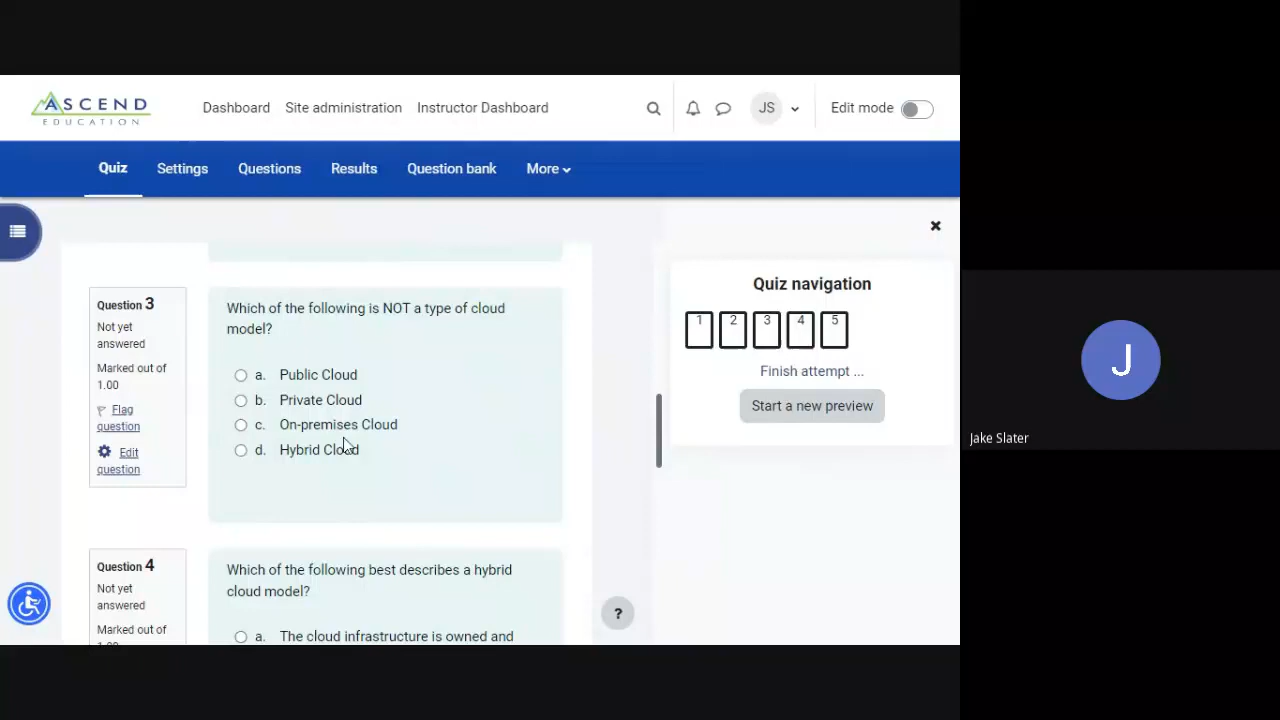 ASCEND
EDUCATION
Dashboard Site administration Instructor Dashboard JS Edit mode
Quiz Settings Questions Results Question bank More
Question 3
Not yet
answered
Marked out of
1.00
Flag
question
Edit
question
Which of the following is NOT a type of cloud
model?
a. Public Cloud
b. Private Cloud
c. On-premises Cloud
d. Hybrid Cloud
Quiz navigation
1 2 3 4 5
Finish attempt ...
Start a new preview
J
Jake Slater
Question 4
Not yet
answered
Marked out of
Which of the following best describes a hybrid
cloud model?
a. The cloud infrastructure is owned and
?